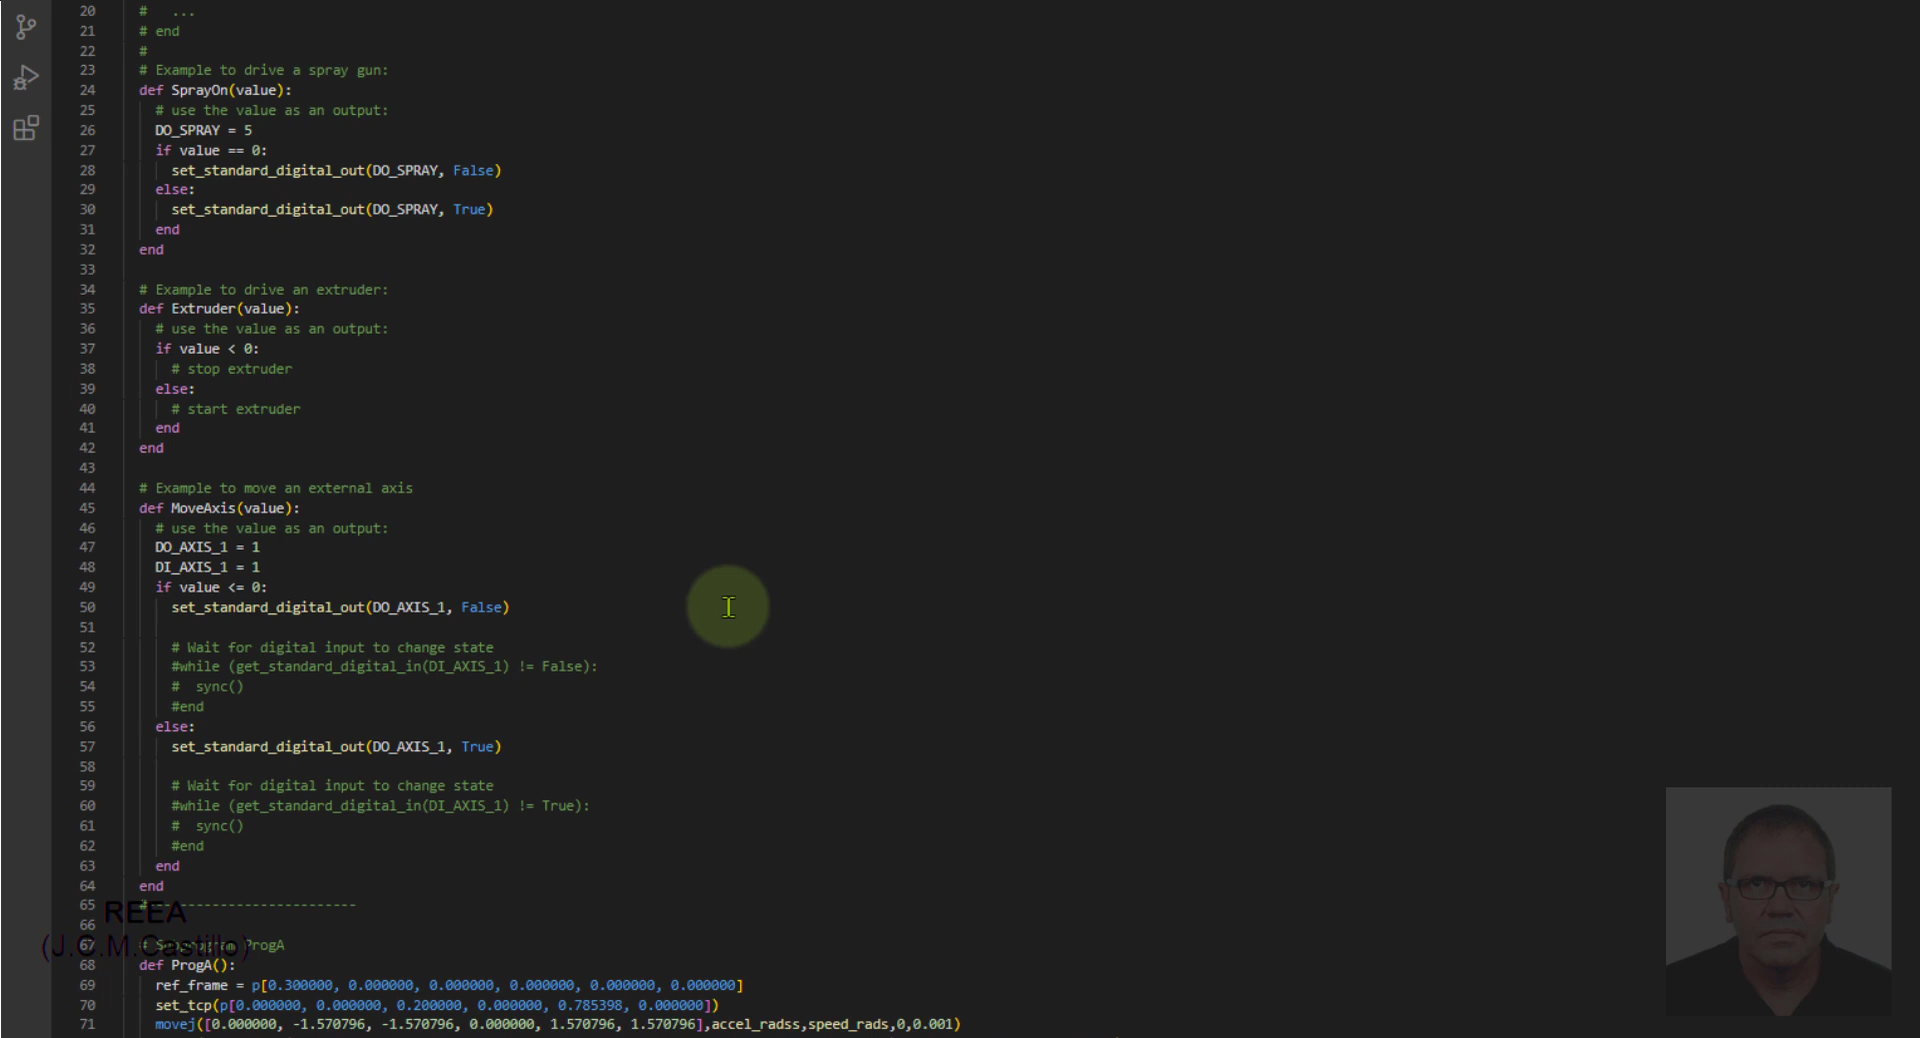 20 #   ...
21 # end
22 #
23 # Example to drive a spray gun:
24 def SprayOn(value):
25   # use the value as an output:
26   DO_SPRAY = 5
27   if value == 0:
28     set_standard_digital_out(DO_SPRAY, False)
29   else:
30     set_standard_digital_out(DO_SPRAY, True)
31   end
32 end
33
34 # Example to drive an extruder:
35 def Extruder(value):
36   # use the value as an output:
37   if value < 0:
38     # stop extruder
39   else:
40     # start extruder
41   end
42 end
43
44 # Example to move an external axis
45 def MoveAxis(value):
46   # use the value as an output:
47   DO_AXIS_1 = 1
48   DI_AXIS_1 = 1
49   if value <= 0:
50     set_standard_digital_out(DO_AXIS_1, False)
51
52     # Wait for digital input to change state
53     #while (get_standard_digital_in(DI_AXIS_1) != False):
54     #  sync()
55     #end
56   else:
57     set_standard_digital_out(DO_AXIS_1, True)
58
59     # Wait for digital input to change state
60     #while (get_standard_digital_in(DI_AXIS_1) != True):
61     #  sync()
62     #end
63   end
64 end
65 #--------------------------
REEA
66
(J.C.M.Castillo)
67 # Subprogram ProgA
68 def ProgA():
69   ref_frame = p[0.300000, 0.000000, 0.000000, 0.000000, 0.000000, 0.000000]
70   set_tcp(p[0.000000, 0.000000, 0.200000, 0.000000, 0.785398, 0.000000])
71   movej([0.000000, -1.570796, -1.570796, 0.000000, 1.570796, 1.570796],accel_radss,speed_rads,0,0.001)